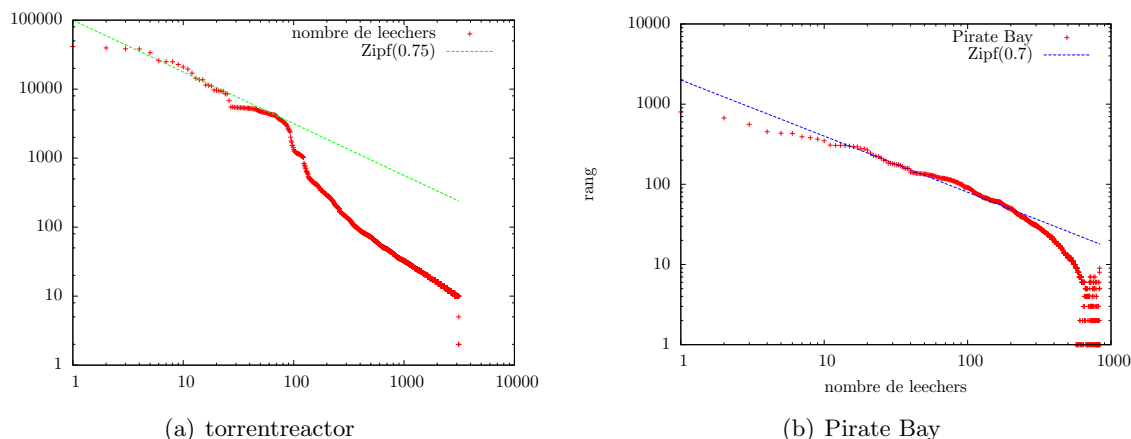 100000
10000
1000
100
10
1
1 10 100 1000 10000
nombre de leechers
Zipf(0.75)
(a) torrentreactor
10000
1000
100
10
1
rang
1 10 100 1000
nombre de leechers
Pirate Bay
Zipf(0.7)
(b) Pirate Bay